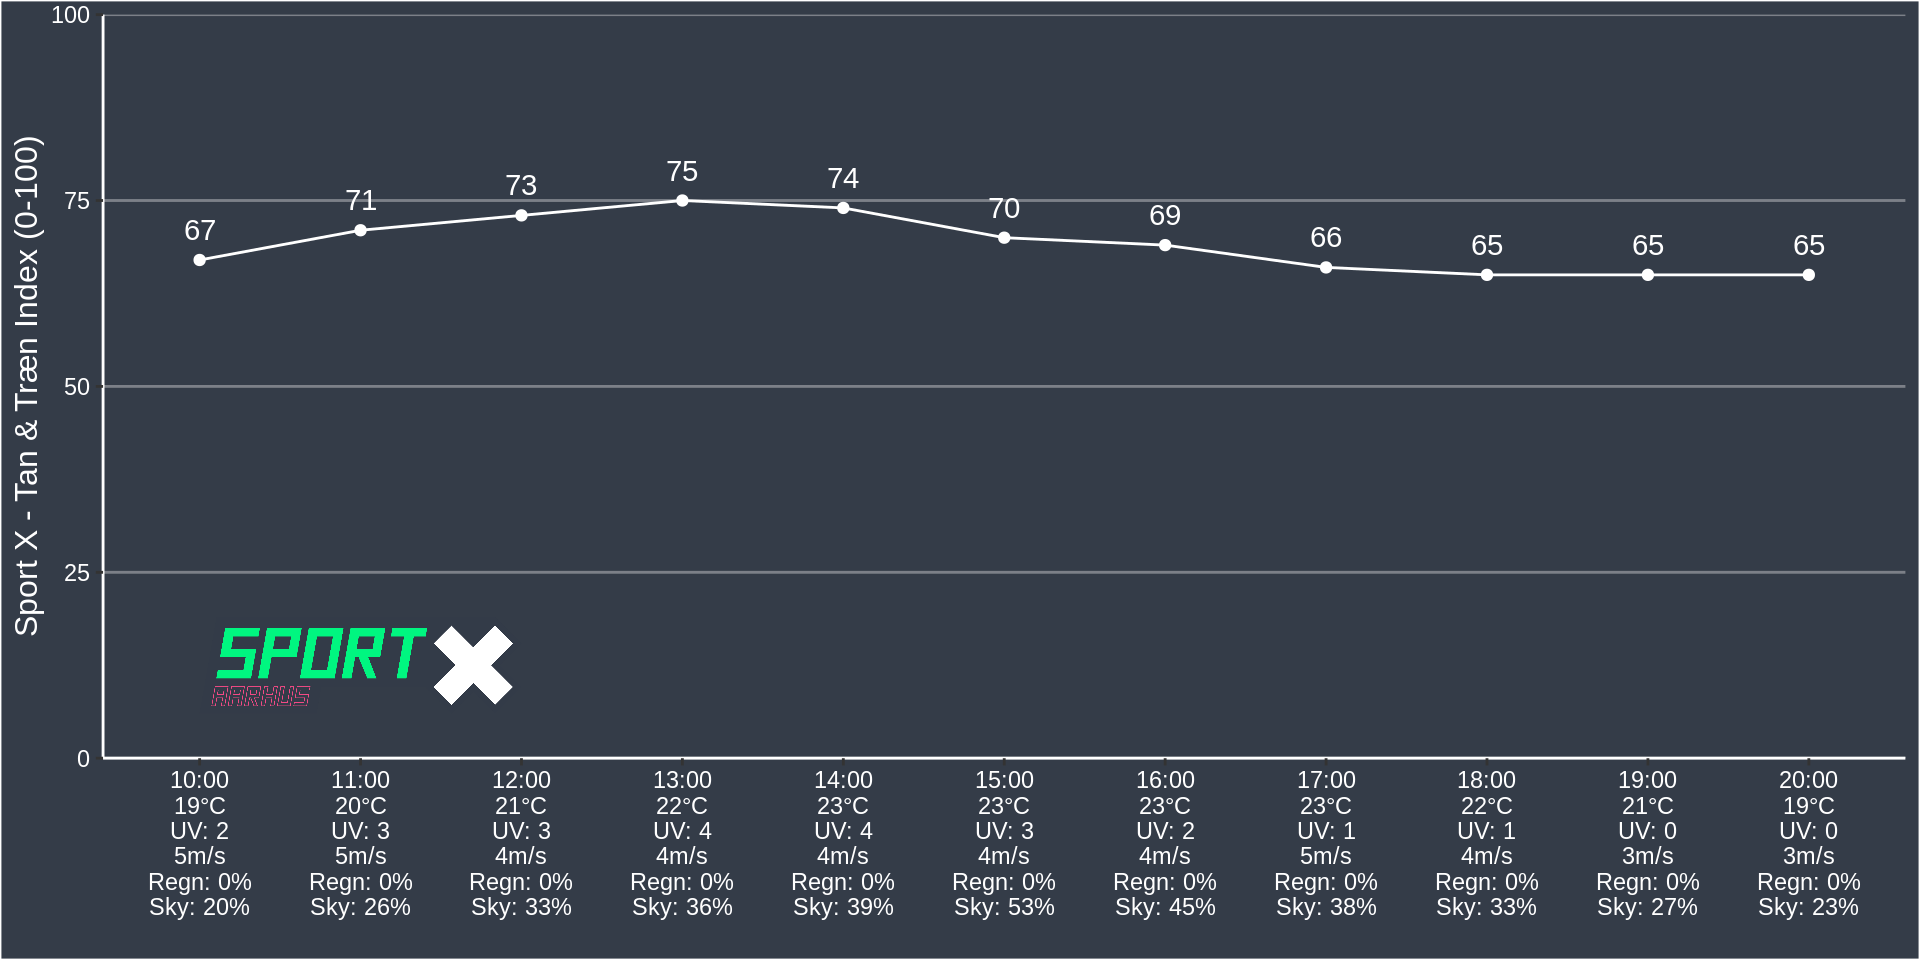 Sport X - Tan & Træn Index (0-100)
100
75
50
25
0
67
71
73
75
74
70
69
66
65
65
65
SPORT X
AARHUS
10:00 11:00 12:00 13:00 14:00 15:00 16:00 17:00 18:00 19:00 20:00
19°C 20°C 21°C 22°C 23°C 23°C 23°C 23°C 22°C 21°C 19°C
UV: 2 UV: 3 UV: 3 UV: 4 UV: 4 UV: 3 UV: 2 UV: 1 UV: 1 UV: 0 UV: 0
5m/s 5m/s 4m/s 4m/s 4m/s 4m/s 4m/s 5m/s 4m/s 3m/s 3m/s
Regn: 0% Regn: 0% Regn: 0% Regn: 0% Regn: 0% Regn: 0% Regn: 0% Regn: 0% Regn: 0% Regn: 0% Regn: 0%
Sky: 20% Sky: 26% Sky: 33% Sky: 36% Sky: 39% Sky: 53% Sky: 45% Sky: 38% Sky: 33% Sky: 27% Sky: 23%